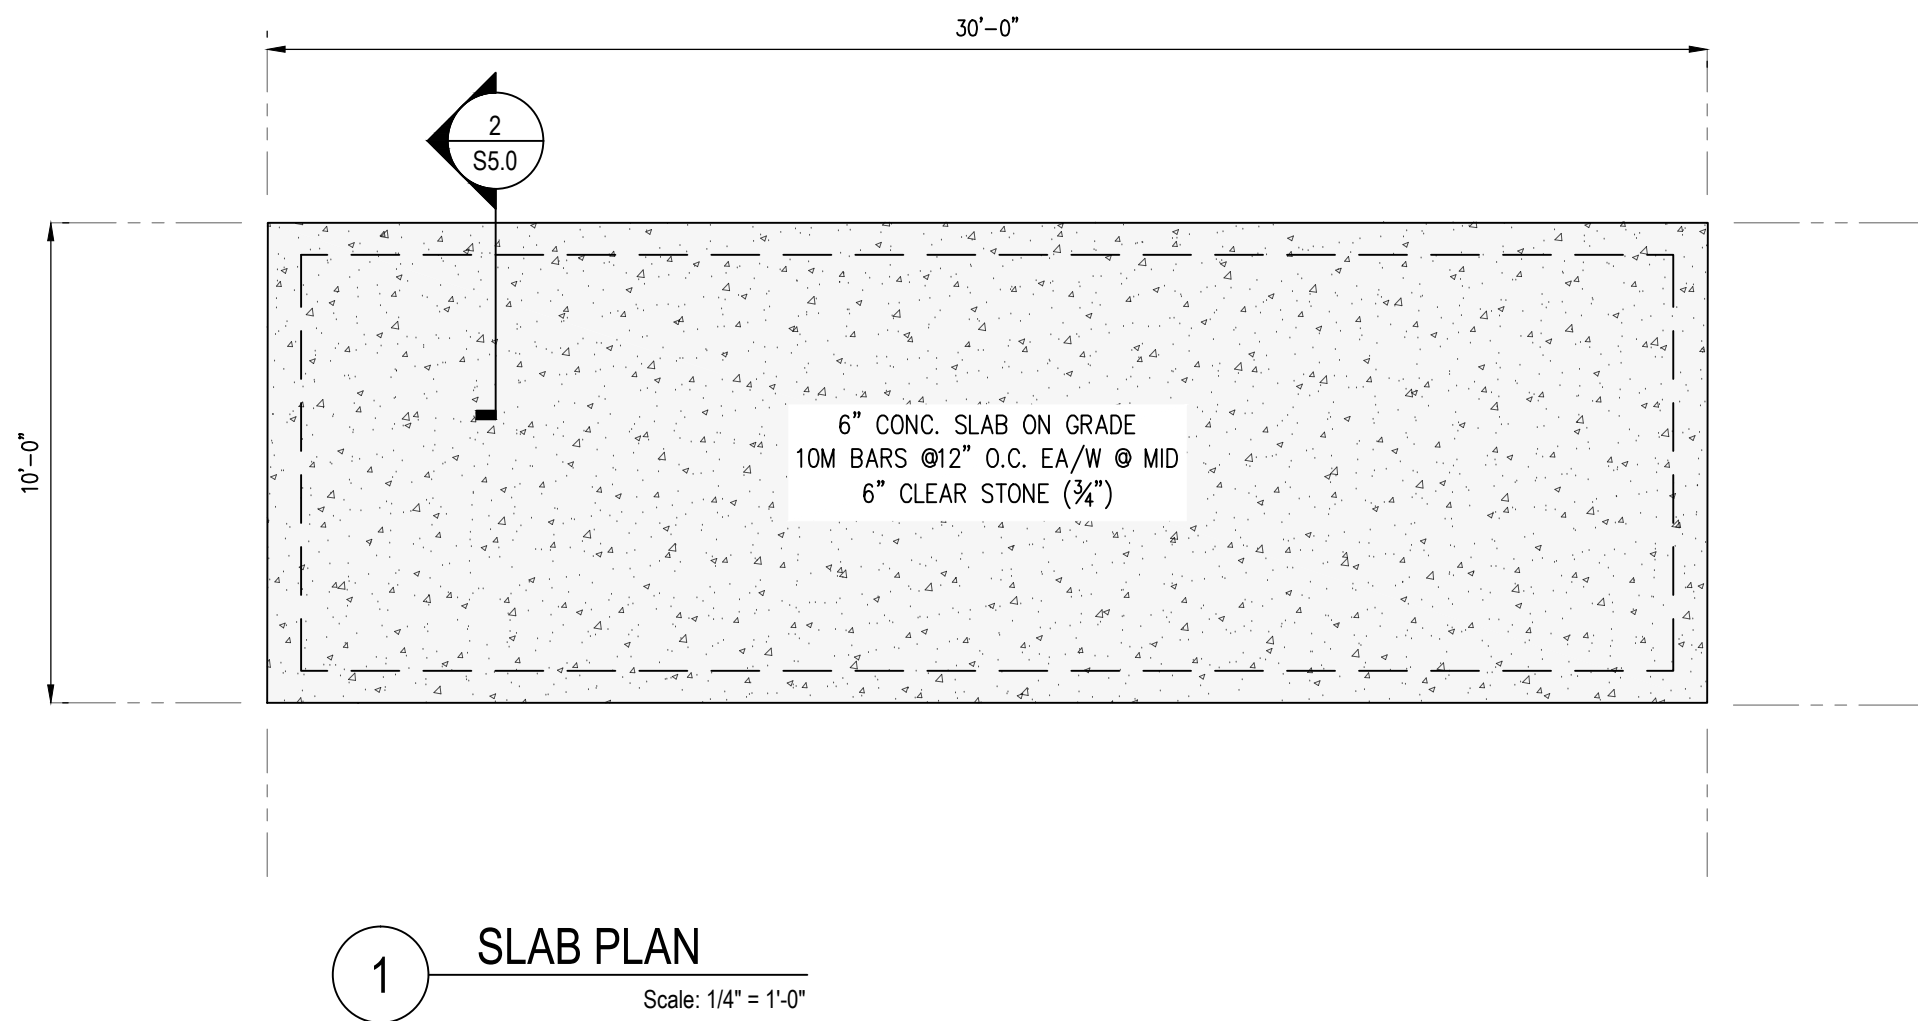 30'-0"
2
S5.0
10'-0"
6" CONC. SLAB ON GRADE
10M BARS @12" O.C. EA/W @ MID
6" CLEAR STONE (¾")
1
SLAB PLAN
Scale: 1/4" = 1'-0"